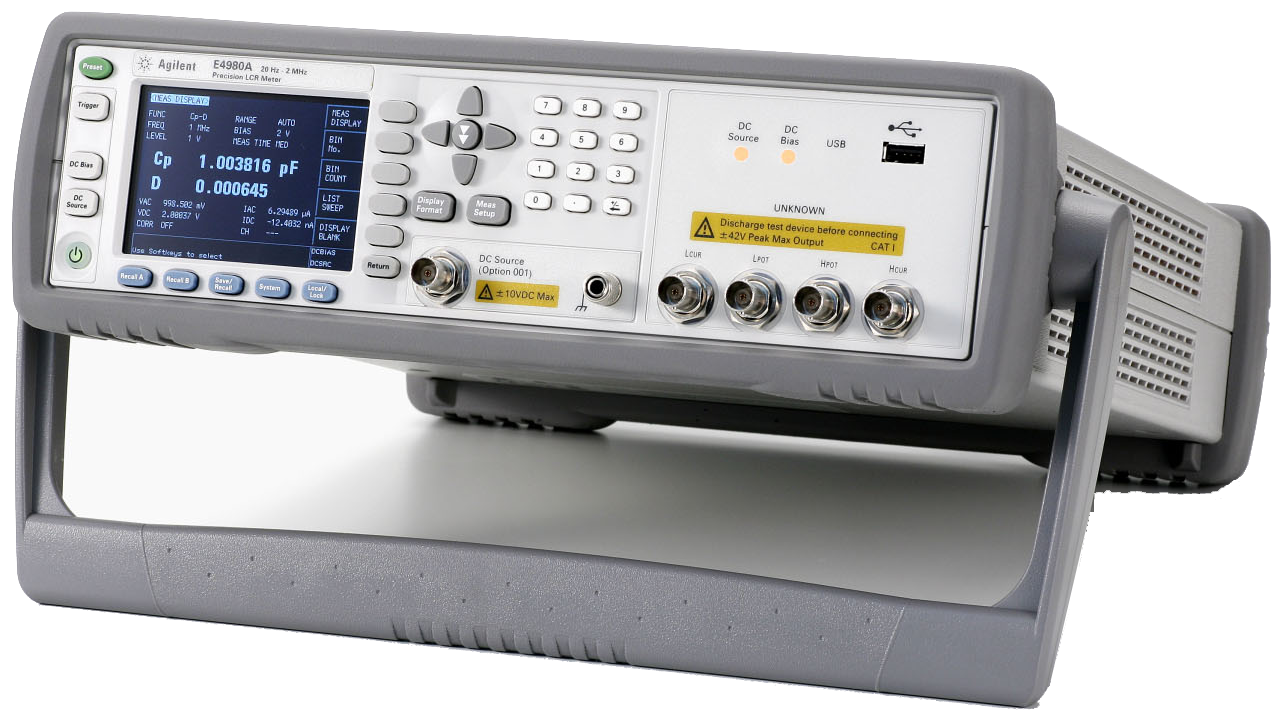 Preset
Agilent E4980A 20 Hz - 2 MHz
Precision LCR Meter
Trigger
DC Bias
DC
Source
<MEAS DISPLAY>
FUNC Cp-D RANGE AUTO
FREQ 1 MHz BIAS 2 V
LEVEL 1 V MEAS TIME MED
Cp 1.003816 pF
D 0.000645
VAC 998.502 mV IAC 6.29489 µA
VDC 2.00037 V IDC -12.4032 nA
CORR OFF CH ---
Use Softkeys to select
MEAS
DISPLAY
BIN
No.
BIN
COUNT
LIST
SWEEP
DISPLAY
BLANK
DCBIAS
DCSRC
Recall A
Recall B
Save/
Recall
System
Local/
Lock
Return
Display
Format
Meas
Setup
7 8 9
4 5 6
1 2 3
0 . +/-
DC Source
(Option 001)
±10VDC Max
DC
Source
DC
Bias
USB
UNKNOWN
Discharge test device before connecting
±42V Peak Max Output CAT I
LCUR LPOT HPOT HCUR